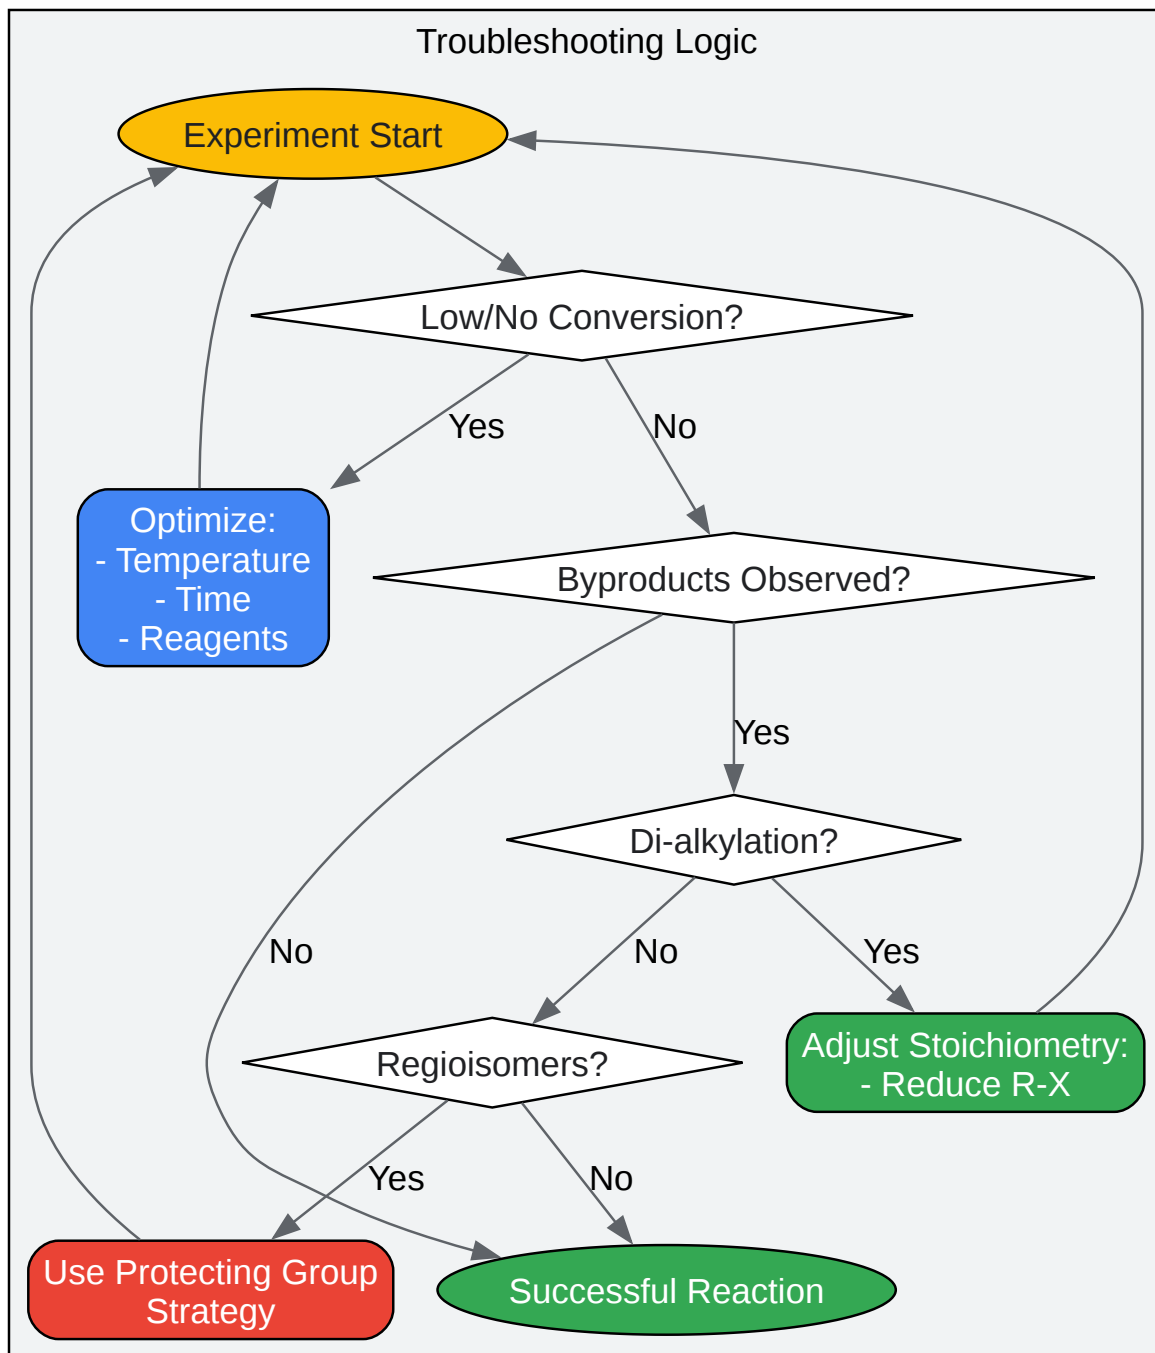 Troubleshooting Logic
Experiment Start
Low/No Conversion?
Yes
No
Optimize:
- Temperature
- Time
- Reagents
Byproducts Observed?
Yes
Di-alkylation?
No
No
Yes
Regioisomers?
Adjust Stoichiometry:
- Reduce R-X
Yes
No
Use Protecting Group
Strategy
Successful Reaction